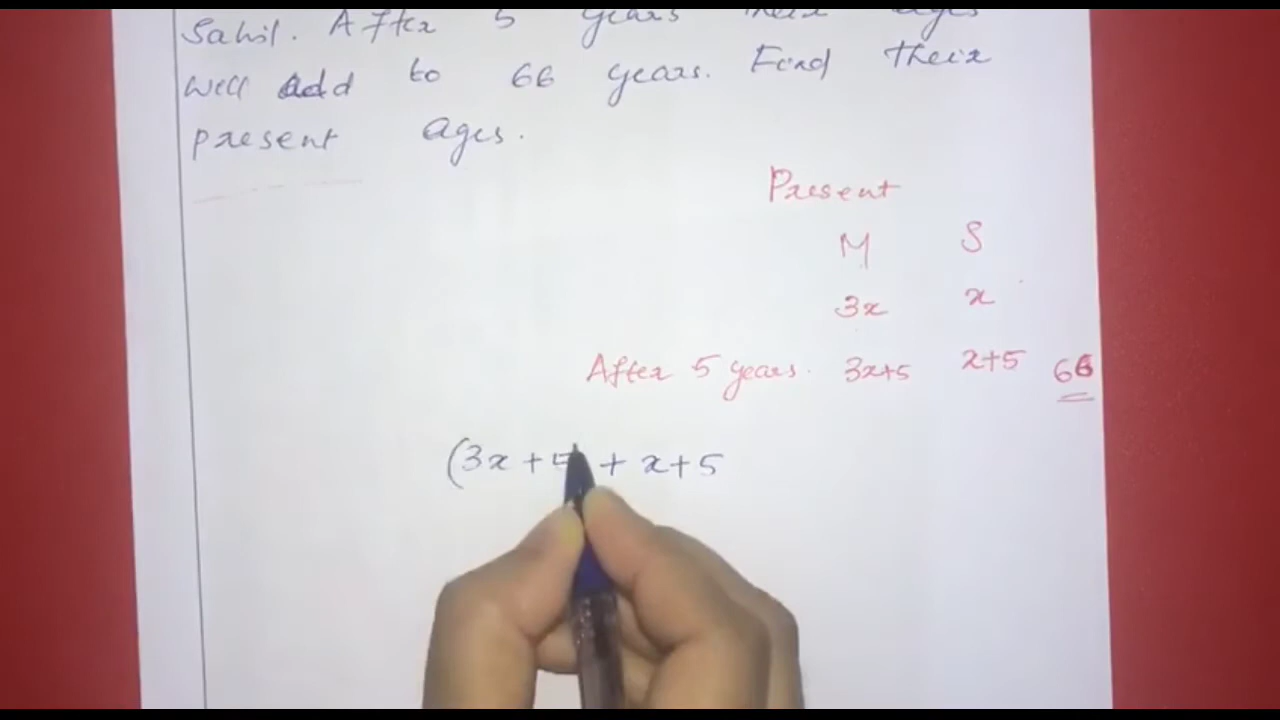 Sahil. After 5 years their ages
will add to 66 years. Find their
present ages.
Present
M S
3x x
After 5 years. 3x+5 x+5 66
(3x + 5 + x+5